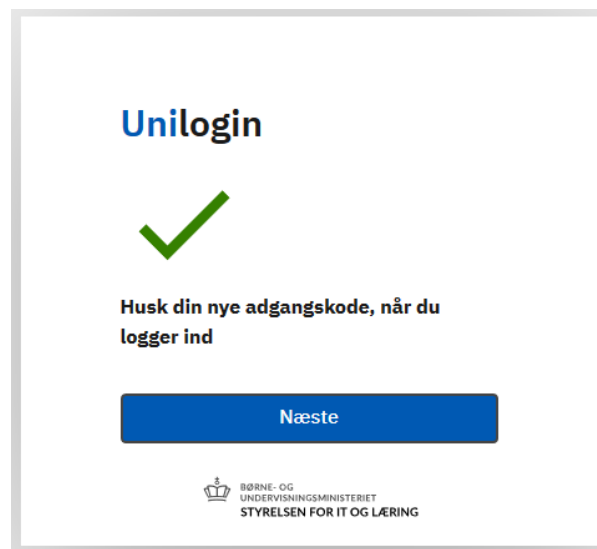 Unilogin
Husk din nye adgangskode, når du
logger ind
Næste
BØRNE- OG
UNDERVISNINGSMINISTERIET
STYRELSEN FOR IT OG LÆRING